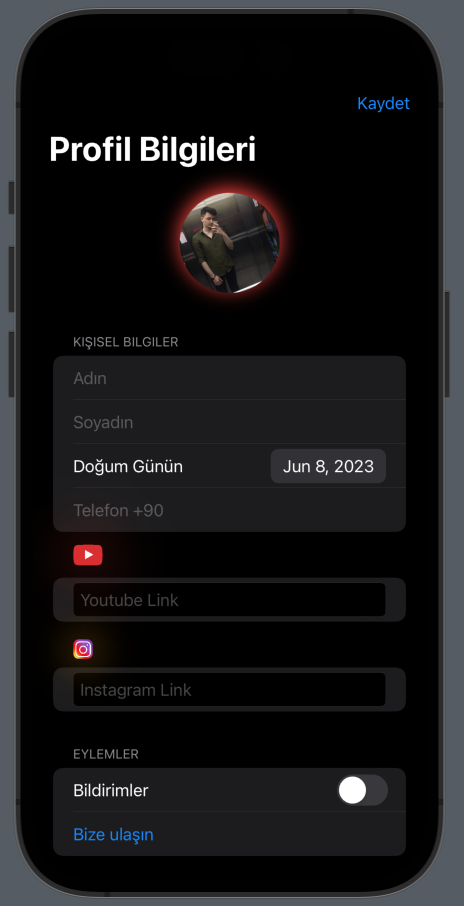 Kaydet
Profil Bilgileri
KIŞISEL BILGILER
Adın
Soyadın
Doğum Günün Jun 8, 2023
Telefon +90
Youtube Link
Instagram Link
EYLEMLER
Bildirimler
Bize ulaşın